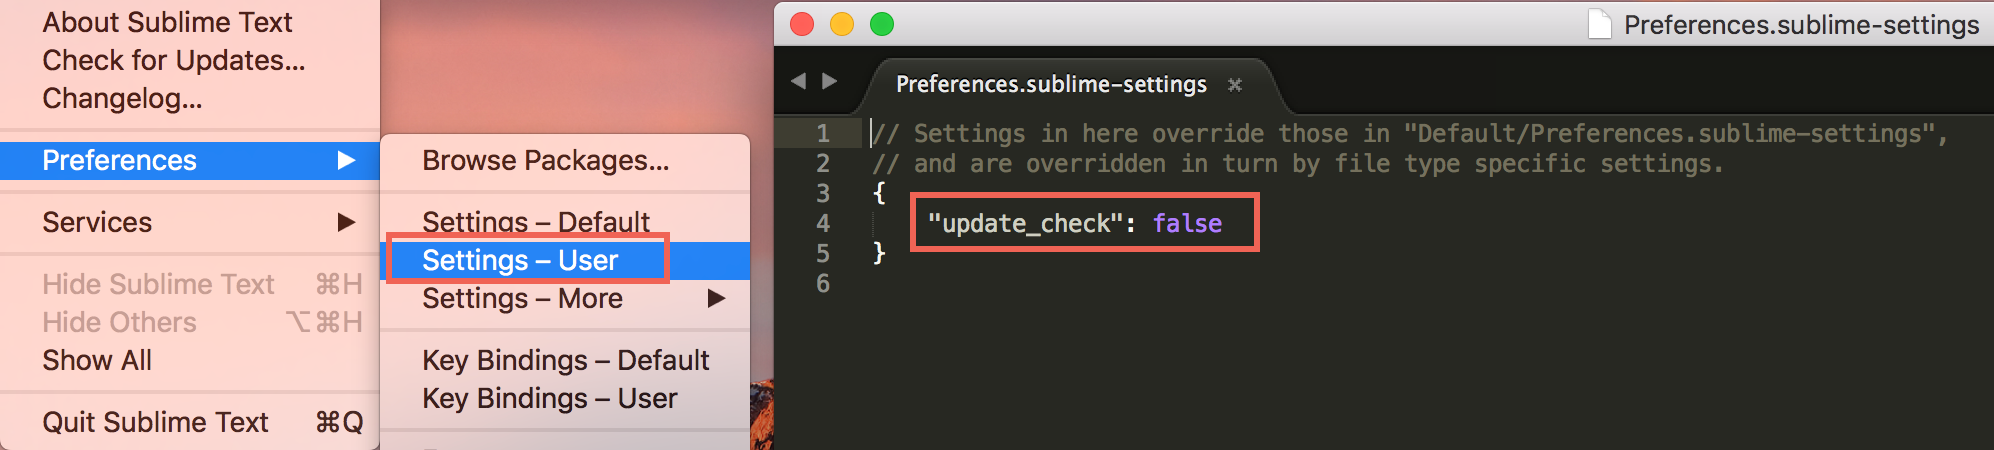 About Sublime Text
Check for Updates...
Changelog...
Preferences ▶
Services ▶
Hide Sublime Text ⌘H
Hide Others ⌥⌘H
Show All
Quit Sublime Text ⌘Q
Browse Packages...
Settings – Default
Settings – User
Settings – More ▶
Key Bindings – Default
Key Bindings – User
Preferences.sublime-settings
Preferences.sublime-settings ×
1 // Settings in here override those in "Default/Preferences.sublime-settings",
2 // and are overridden in turn by file type specific settings.
3 {
4 "update_check": false
5 }
6